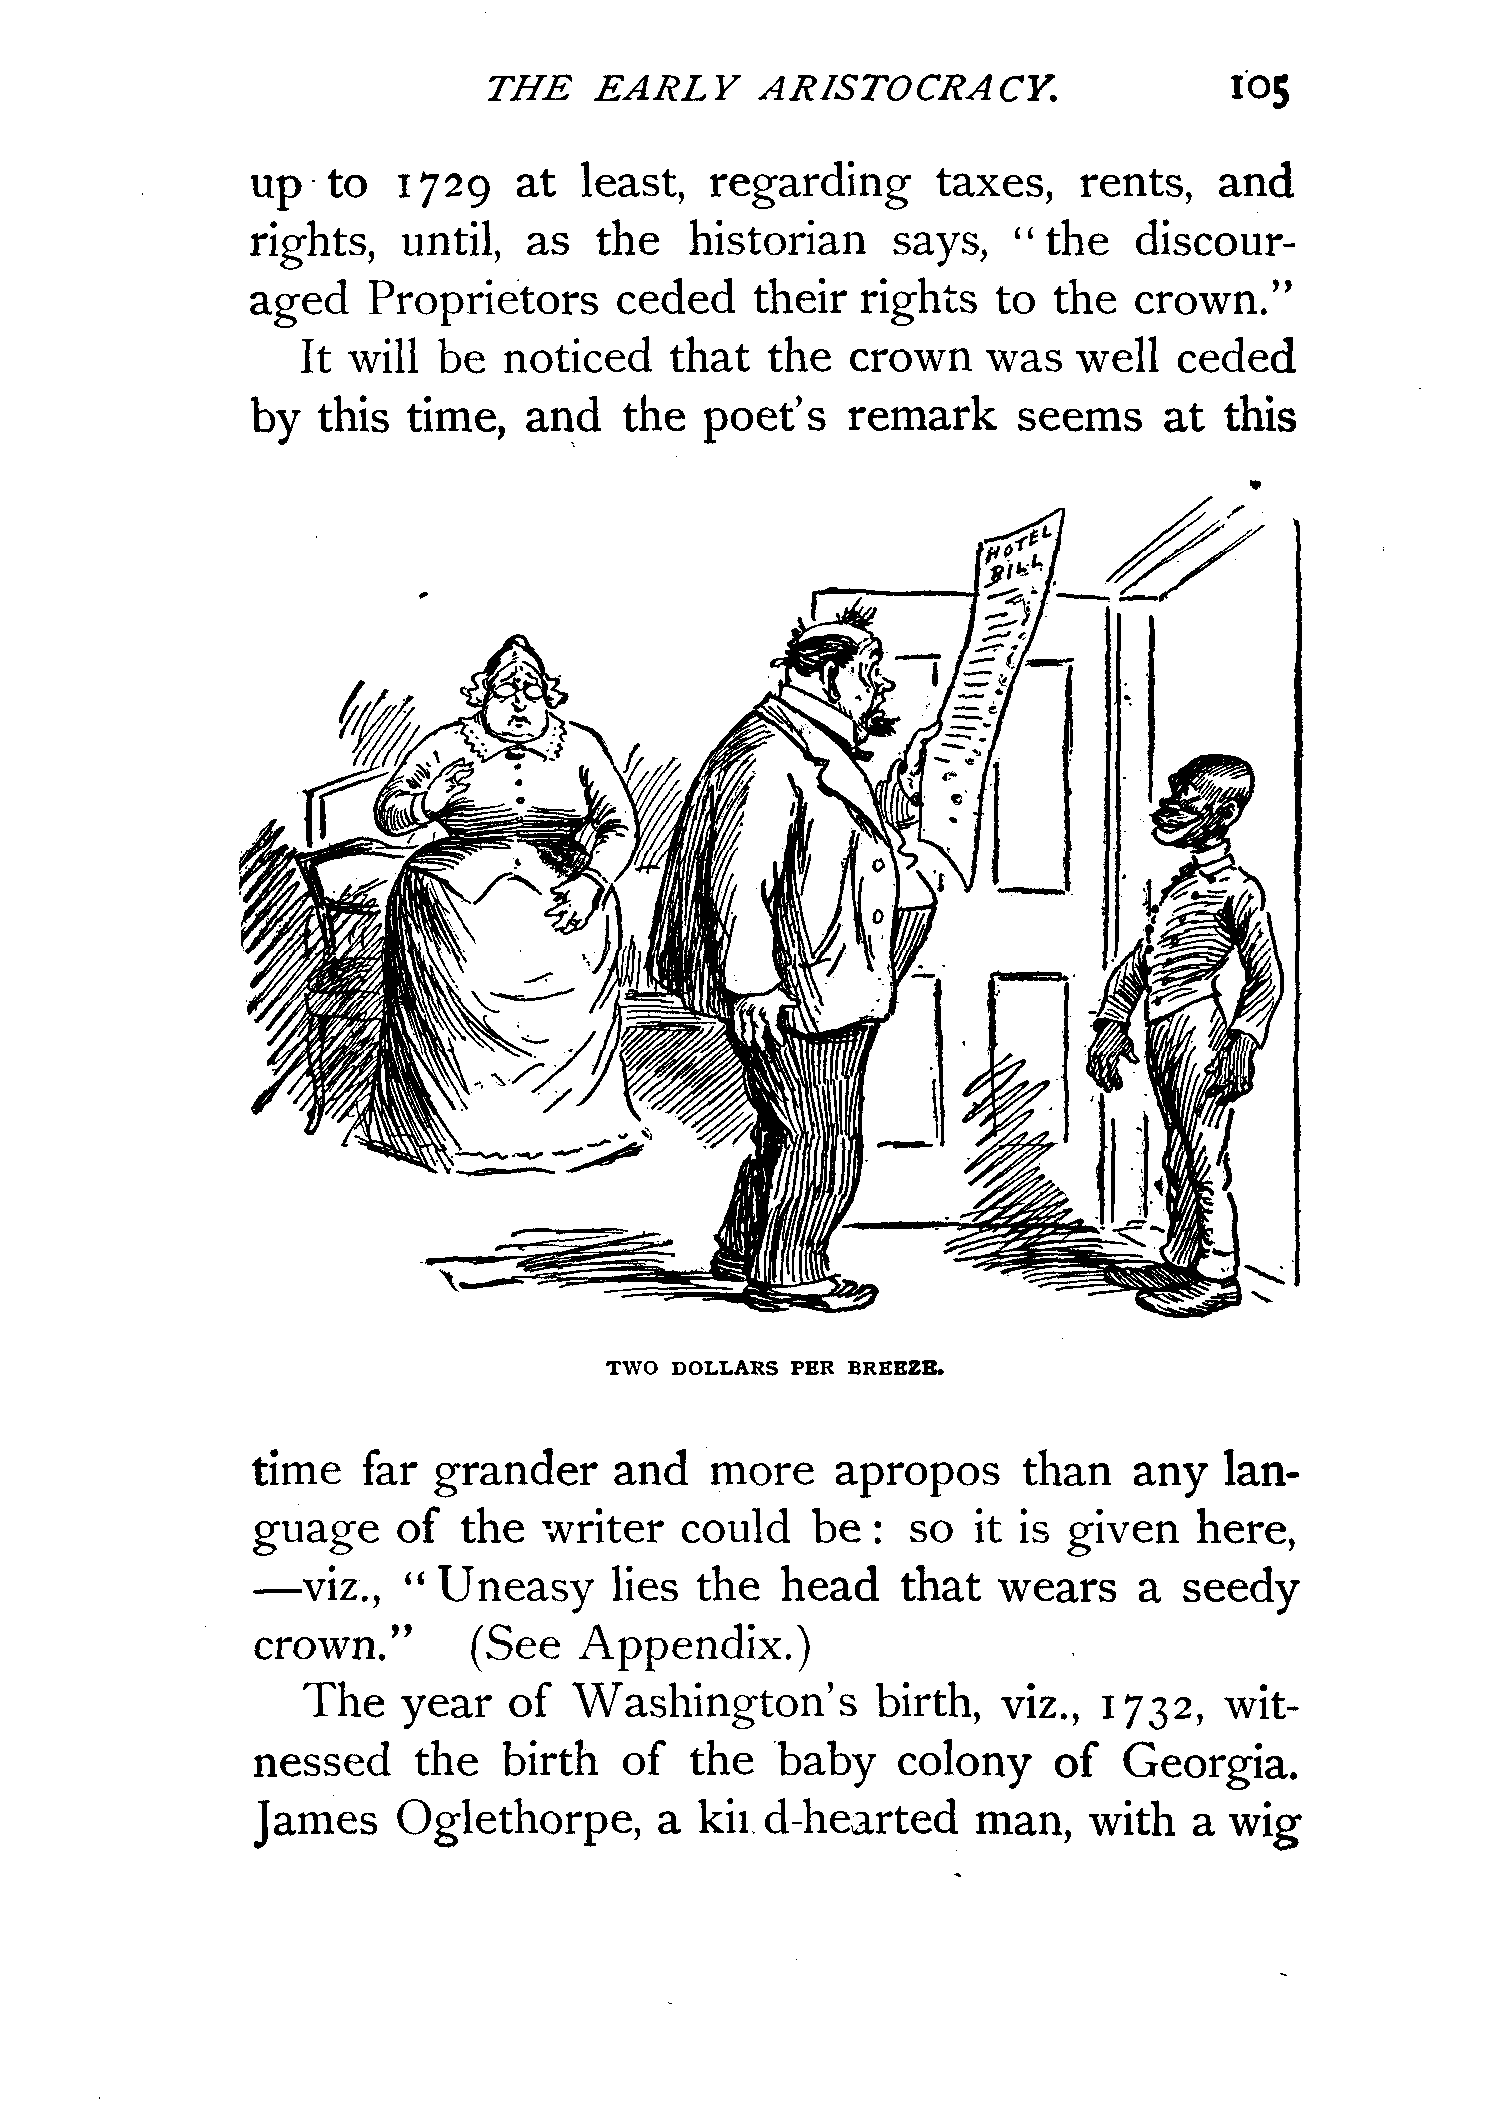 THE EARLY ARISTOCRACY. 105
up to 1729 at least, regarding taxes, rents, and
rights, until, as the historian says, “the discour-
aged Proprietors ceded their rights to the crown.”
It will be noticed that the crown was well ceded
by this time, and the poet’s remark seems at this
HOTEL
BILL
TWO DOLLARS PER BREEZE.
time far grander and more apropos than any lan-
guage of the writer could be: so it is given here,
—viz., “Uneasy lies the head that wears a seedy
crown.” (See Appendix.)
The year of Washington’s birth, viz., 1732, wit-
nessed the birth of the baby colony of Georgia.
James Oglethorpe, a kind-hearted man, with a wig